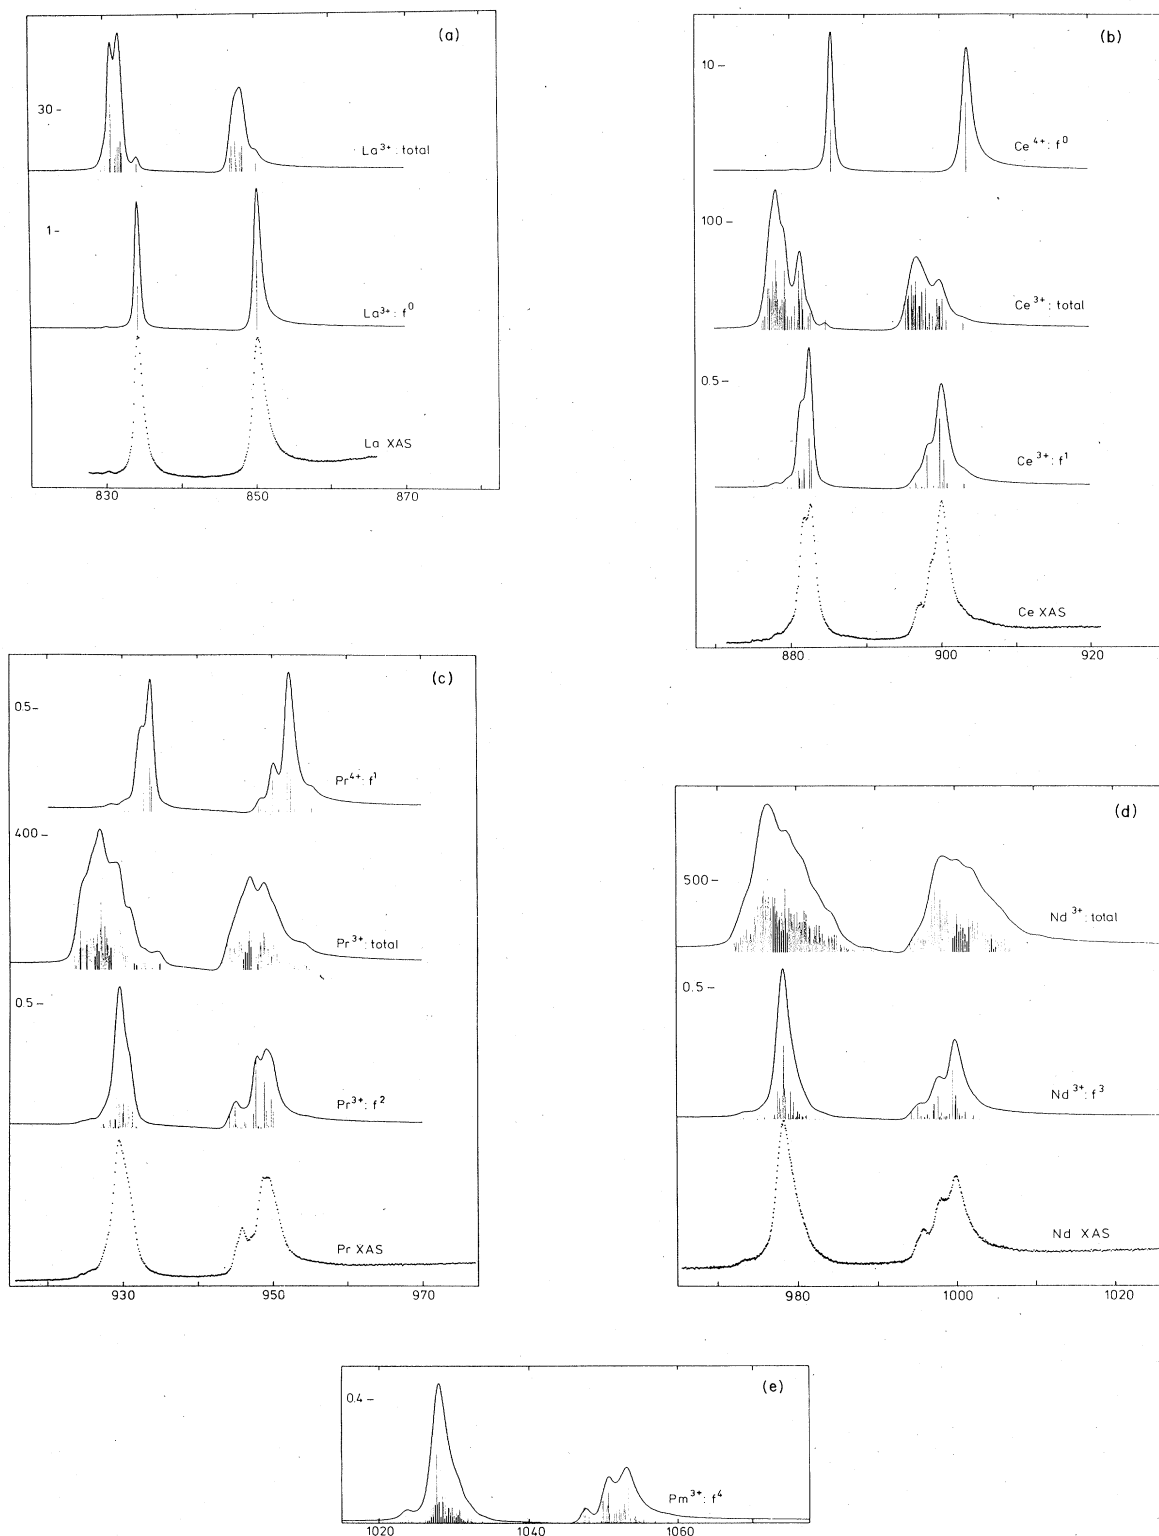 (a)
30 –
La³⁺: total
1 –
La³⁺: f⁰
La XAS
830 850 870
(b)
10 –
Ce⁴⁺: f⁰
100 –
Ce³⁺: total
0.5 –
Ce³⁺: f¹
Ce XAS
880 900 920
(c)
0.5 –
Pr⁴⁺: f¹
400 –
Pr³⁺: total
0.5 –
Pr³⁺: f²
Pr XAS
930 950 970
(d)
500 –
Nd³⁺: total
0.5 –
Nd³⁺: f³
Nd XAS
980 1000 1020
(e)
0.4 –
Pm³⁺: f⁴
1020 1040 1060